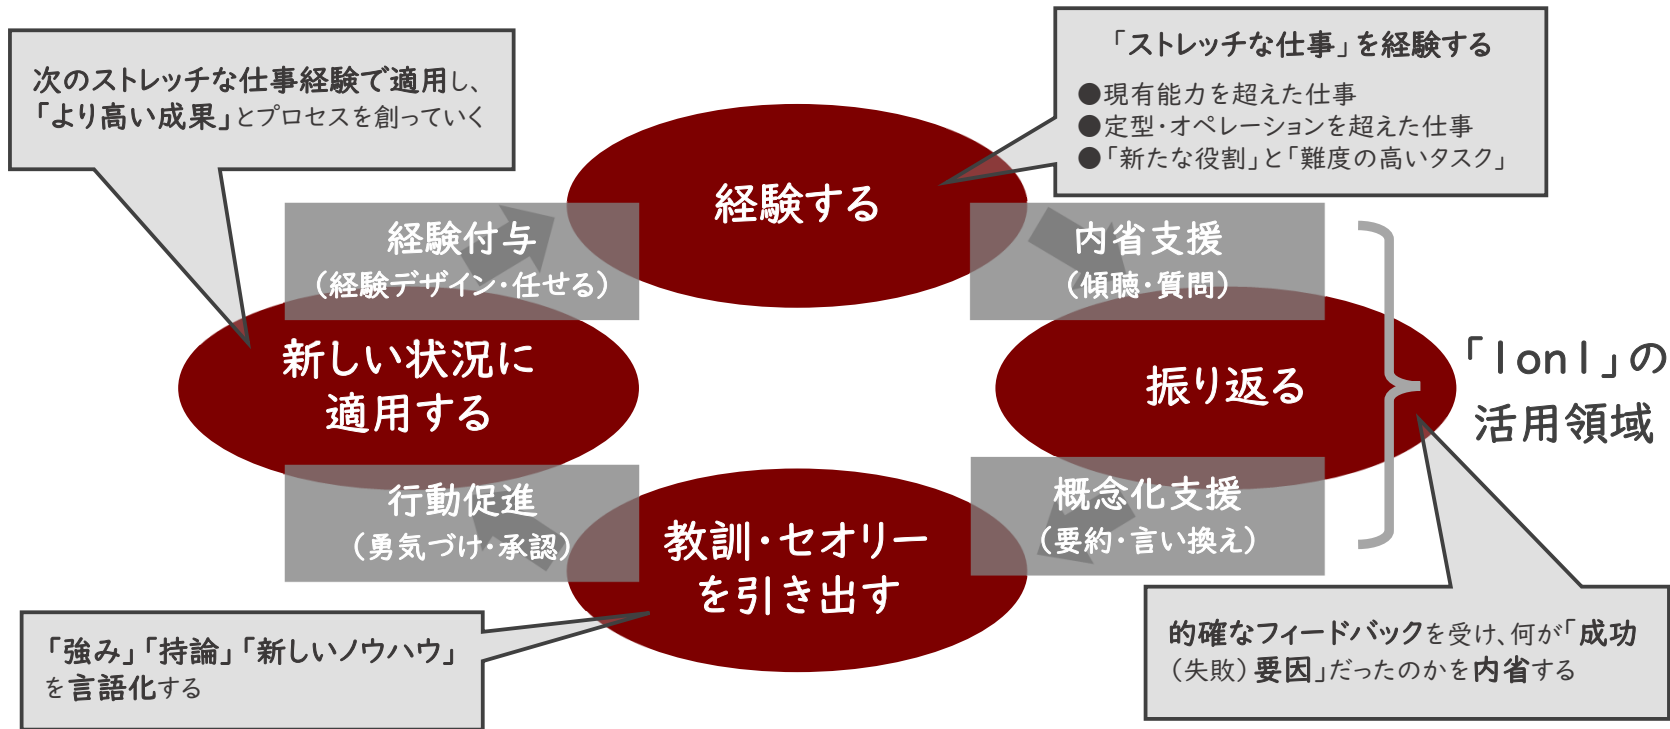 次のストレッチな仕事経験で適用し、
「より高い成果」とプロセスを創っていく
「ストレッチな仕事」を経験する
●現有能力を超えた仕事
●定型・オペレーションを超えた仕事
●「新たな役割」と「難度の高いタスク」
経験する
経験付与
（経験デザイン・任せる）
内省支援
（傾聴・質問）
新しい状況に
適用する
振り返る
「1on1」の
活用領域
行動促進
（勇気づけ・承認）
教訓・セオリー
を引き出す
概念化支援
（要約・言い換え）
「強み」「持論」「新しいノウハウ」
を言語化する
的確なフィードバックを受け、何が「成功
（失敗）要因」だったのかを内省する